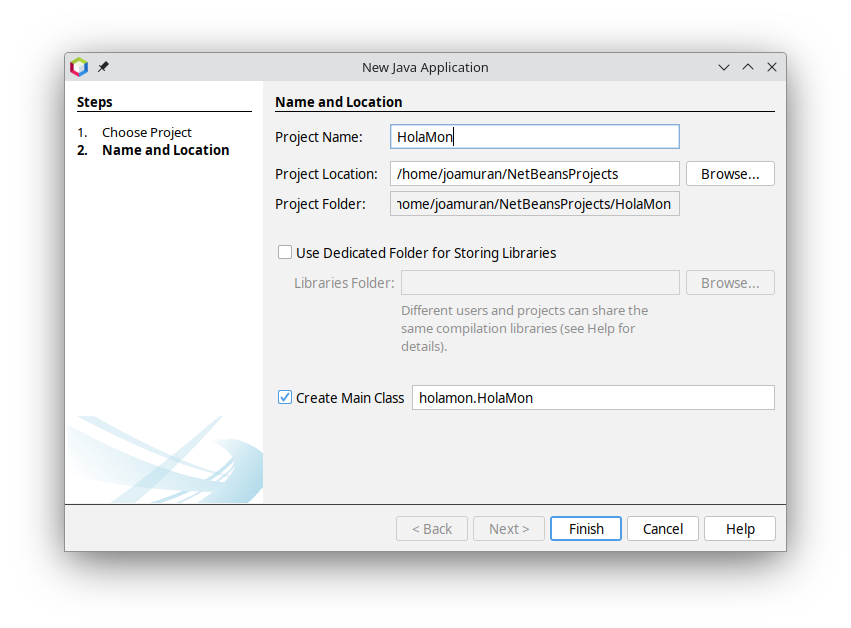 New Java Application
Steps
1. Choose Project
2. Name and Location
Name and Location
Project Name: HolaMon
Project Location: /home/joamuran/NetBeansProjects Browse...
Project Folder: home/joamuran/NetBeansProjects/HolaMon
Use Dedicated Folder for Storing Libraries
Libraries Folder: Browse...
Different users and projects can share the
same compilation libraries (see Help for
details).
Create Main Class holamon.HolaMon
< Back Next > Finish Cancel Help